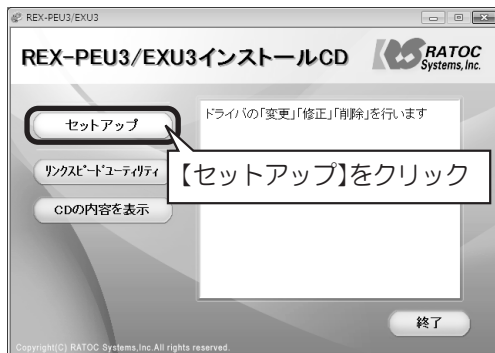 REX-PEU3/EXU3
REX-PEU3/EXU3インストールCD
RATOC
Systems, Inc.
セットアップ
ドライバの「変更」「修正」「削除」を行います
【セットアップ】をクリック
リンクスピードユーティリティ
CDの内容を表示
終了
Copyright(C) RATOC Systems,Inc.All rights reserved.